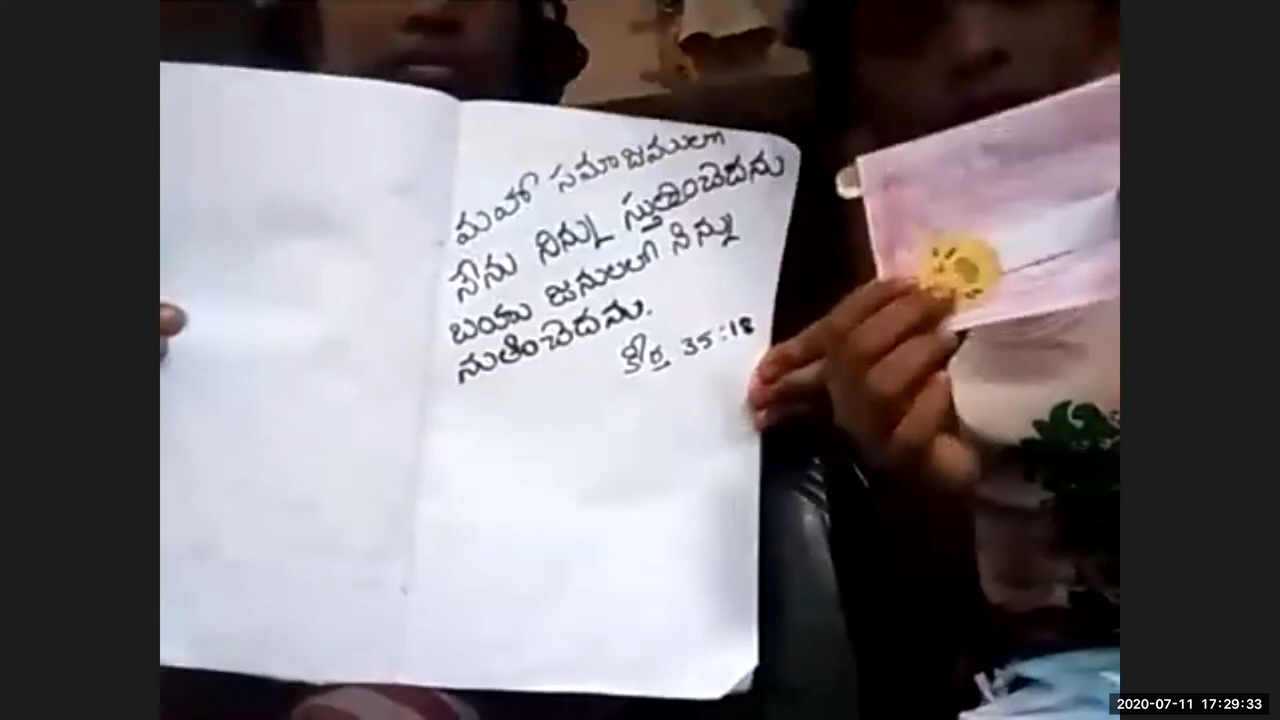 మహా సమాజములో
నేను నిన్ను స్తుతించెదను
బహు జనులలో నిన్ను
నుతించెదను.
కీర్త 35:18
2020-07-11 17:29:33